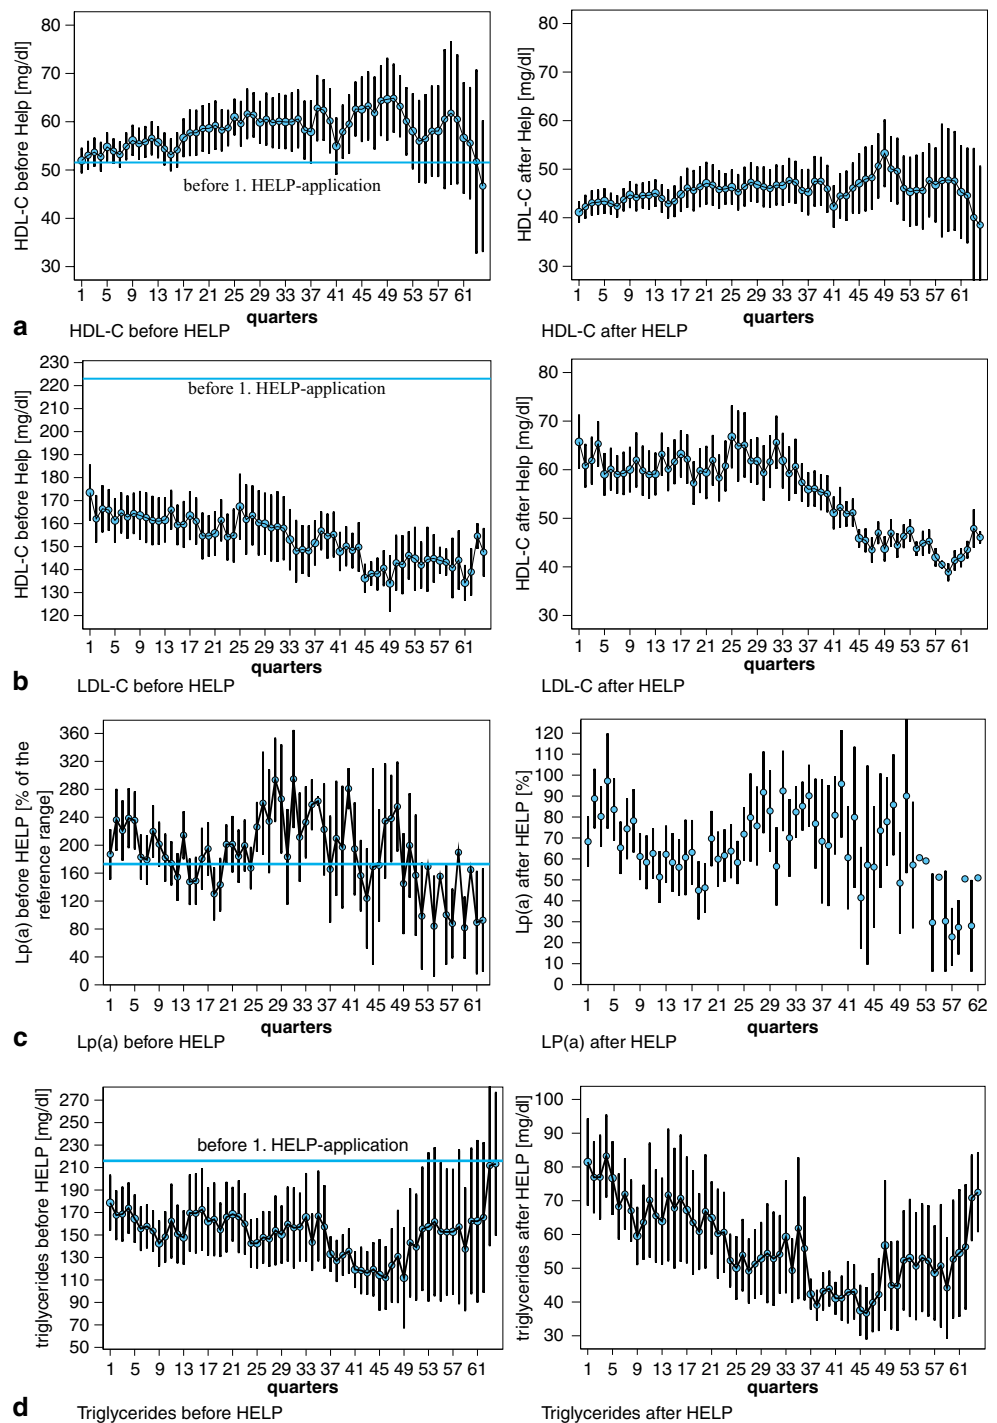 HDL-C before Help [mg/dl]
80
70
60
50
40
30
before 1. HELP-application
1 5 9 13 17 21 25 29 33 37 41 45 49 53 57 61
quarters
a
HDL-C before HELP
HDL-C after Help [mg/dl]
80
70
60
50
40
30
1 5 9 13 17 21 25 29 33 37 41 45 49 53 57 61
quarters
HDL-C after HELP
HDL-C before Help [mg/dl]
230
220
210
200
190
180
170
160
150
140
130
120
before 1. HELP-application
1 5 9 13 17 21 25 29 33 37 41 45 49 53 57 61
quarters
b
LDL-C before HELP
HDL-C after Help [mg/dl]
80
70
60
50
40
30
1 5 9 13 17 21 25 29 33 37 41 45 49 53 57 61
quarters
LDL-C after HELP
Lp(a) before HELP [% of the
reference range]
360
320
280
240
200
160
120
80
40
0
1 5 9 13 17 21 25 29 33 37 41 45 49 53 57 61
quarters
c
Lp(a) before HELP
Lp(a) after HELP [%]
120
110
100
90
80
70
60
50
40
30
20
10
0
1 5 9 13 17 21 25 29 33 37 41 45 49 53 57 62
quarters
LP(a) after HELP
triglycerides before HELP [mg/dl]
270
250
230
210
190
170
150
130
110
90
70
50
before 1. HELP-application
1 5 9 13 17 21 25 29 33 37 41 45 49 53 57 61
quarters
d
Triglycerides before HELP
triglycerides after HELP [mg/dl]
100
90
80
70
60
50
40
30
1 5 9 13 17 21 25 29 33 37 41 45 49 53 57 61
quarters
Triglycerides after HELP